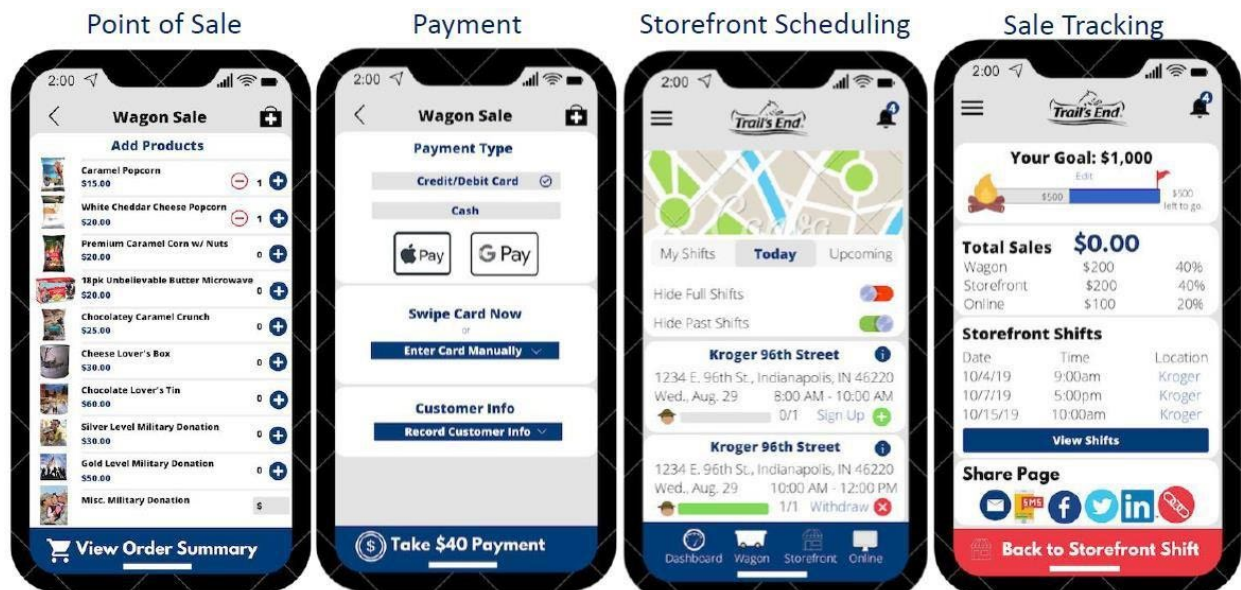 Point of Sale
2:00
Wagon Sale
Add Products
Caramel Popcorn
$15.00
1
White Cheddar Cheese Popcorn
$20.00
1
Premium Caramel Corn w/ Nuts
$20.00
0
18pk Unbelievable Butter Microwave
$20.00
0
Chocolatey Caramel Crunch
$25.00
0
Cheese Lover's Box
$30.00
0
Chocolate Lover's Tin
$60.00
0
Silver Level Military Donation
$30.00
0
Gold Level Military Donation
$50.00
0
Misc. Military Donation
$
View Order Summary
Payment
2:00
Wagon Sale
Payment Type
Credit/Debit Card
Cash
Pay
G Pay
Swipe Card Now
or
Enter Card Manually
Customer Info
Record Customer Info
$ Take $40 Payment
Storefront Scheduling
2:00
Trail's End
4
My Shifts Today Upcoming
Hide Full Shifts
Hide Past Shifts
Kroger 96th Street i
1234 E. 96th St., Indianapolis, IN 46220
Wed., Aug. 29 8:00 AM - 10:00 AM
0/1 Sign Up
Kroger 96th Street i
1234 E. 96th St., Indianapolis, IN 46220
Wed., Aug. 29 10:00 AM - 12:00 PM
1/1 Withdraw
Dashboard Wagon Storefront Online
Sale Tracking
2:00
Trail's End
4
Your Goal: $1,000
Edit
$500
$500
left to go.
Total Sales $0.00
Wagon $200 40%
Storefront $200 40%
Online $100 20%
Storefront Shifts
Date Time Location
10/4/19 9:00am Kroger
10/7/19 5:00pm Kroger
10/15/19 10:00am Kroger
View Shifts
Share Page
SMS f in
Back to Storefront Shift